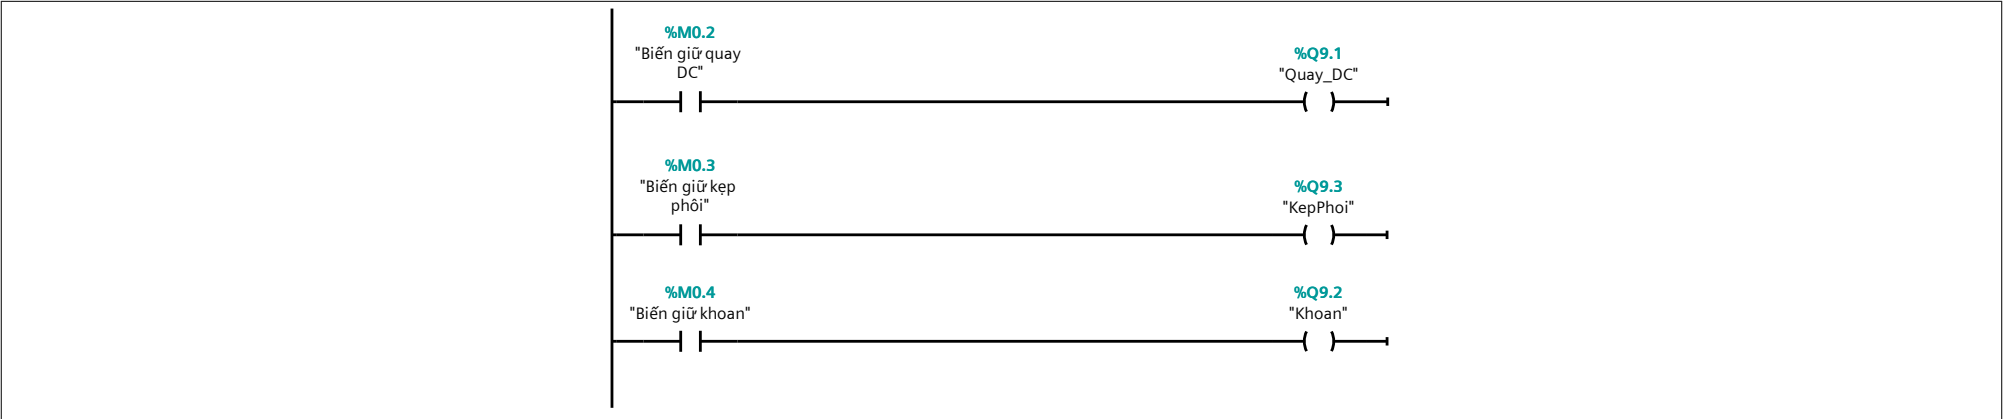 %M0.2
"Biến giữ quay
DC"
%Q9.1
"Quay_DC"
%M0.3
"Biến giữ kẹp
phôi"
%Q9.3
"KepPhoi"
%M0.4
"Biến giữ khoan"
%Q9.2
"Khoan"